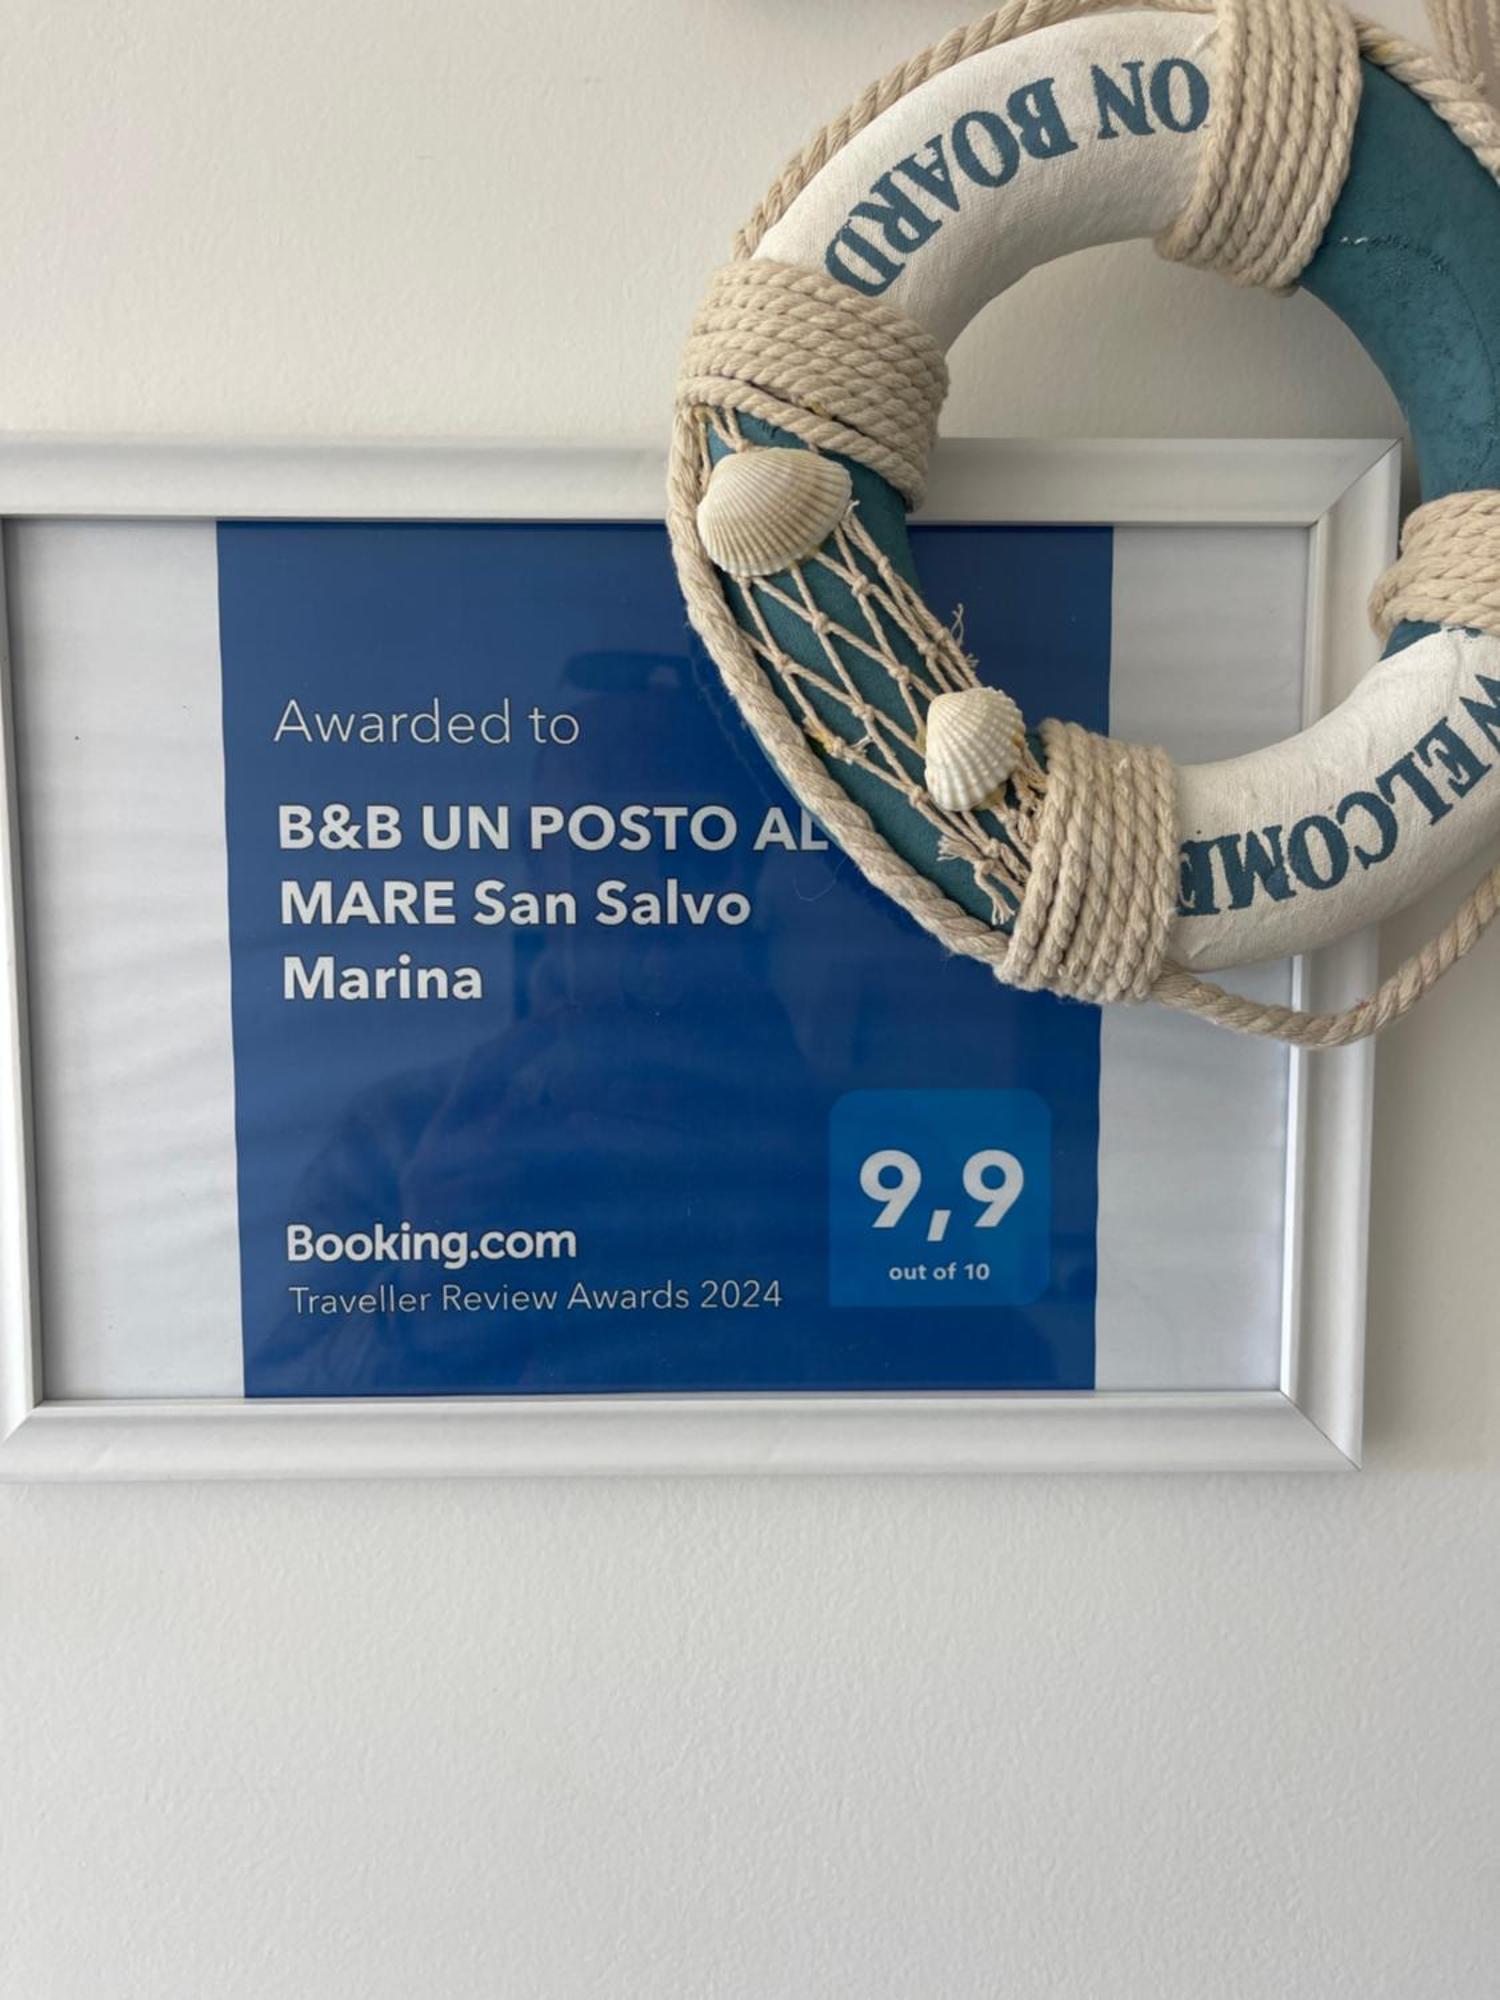 ON BOARD
WELCOME
Awarded to
B&B UN POSTO AL
MARE San Salvo
Marina
9,9
out of 10
Booking.com
Traveller Review Awards 2024